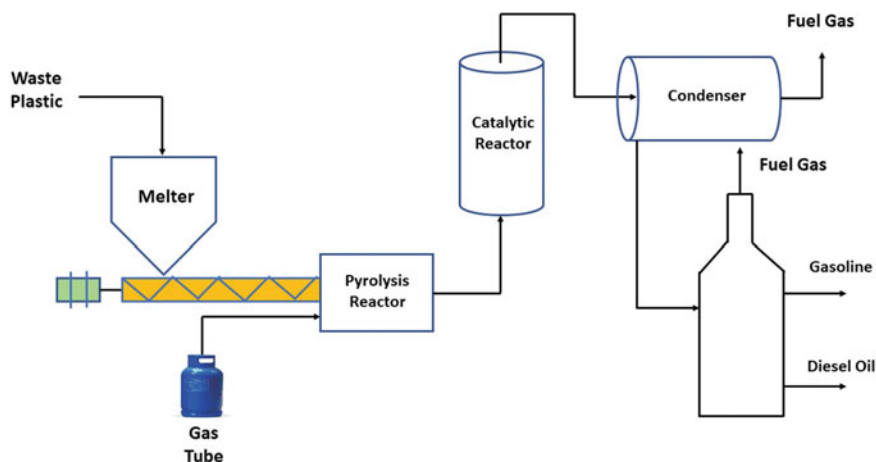 Waste
Plastic
Melter
Gas
Tube
Pyrolysis
Reactor
Catalytic
Reactor
Condenser
Fuel Gas
Fuel Gas
Gasoline
Diesel Oil